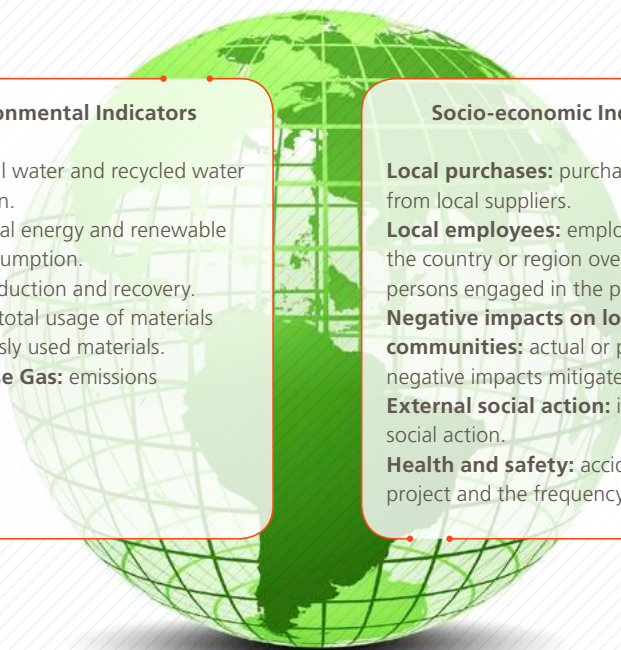 onmental Indicators
l water and recycled water
n.
al energy and renewable
umption.
duction and recovery.
total usage of materials
sly used materials.
se Gas: emissions
Socio-economic Ind
Local purchases: purcha
from local suppliers.
Local employees: emplo
the country or region ove
persons engaged in the p
Negative impacts on lo
communities: actual or p
negative impacts mitigate
External social action: i
social action.
Health and safety: accid
project and the frequency